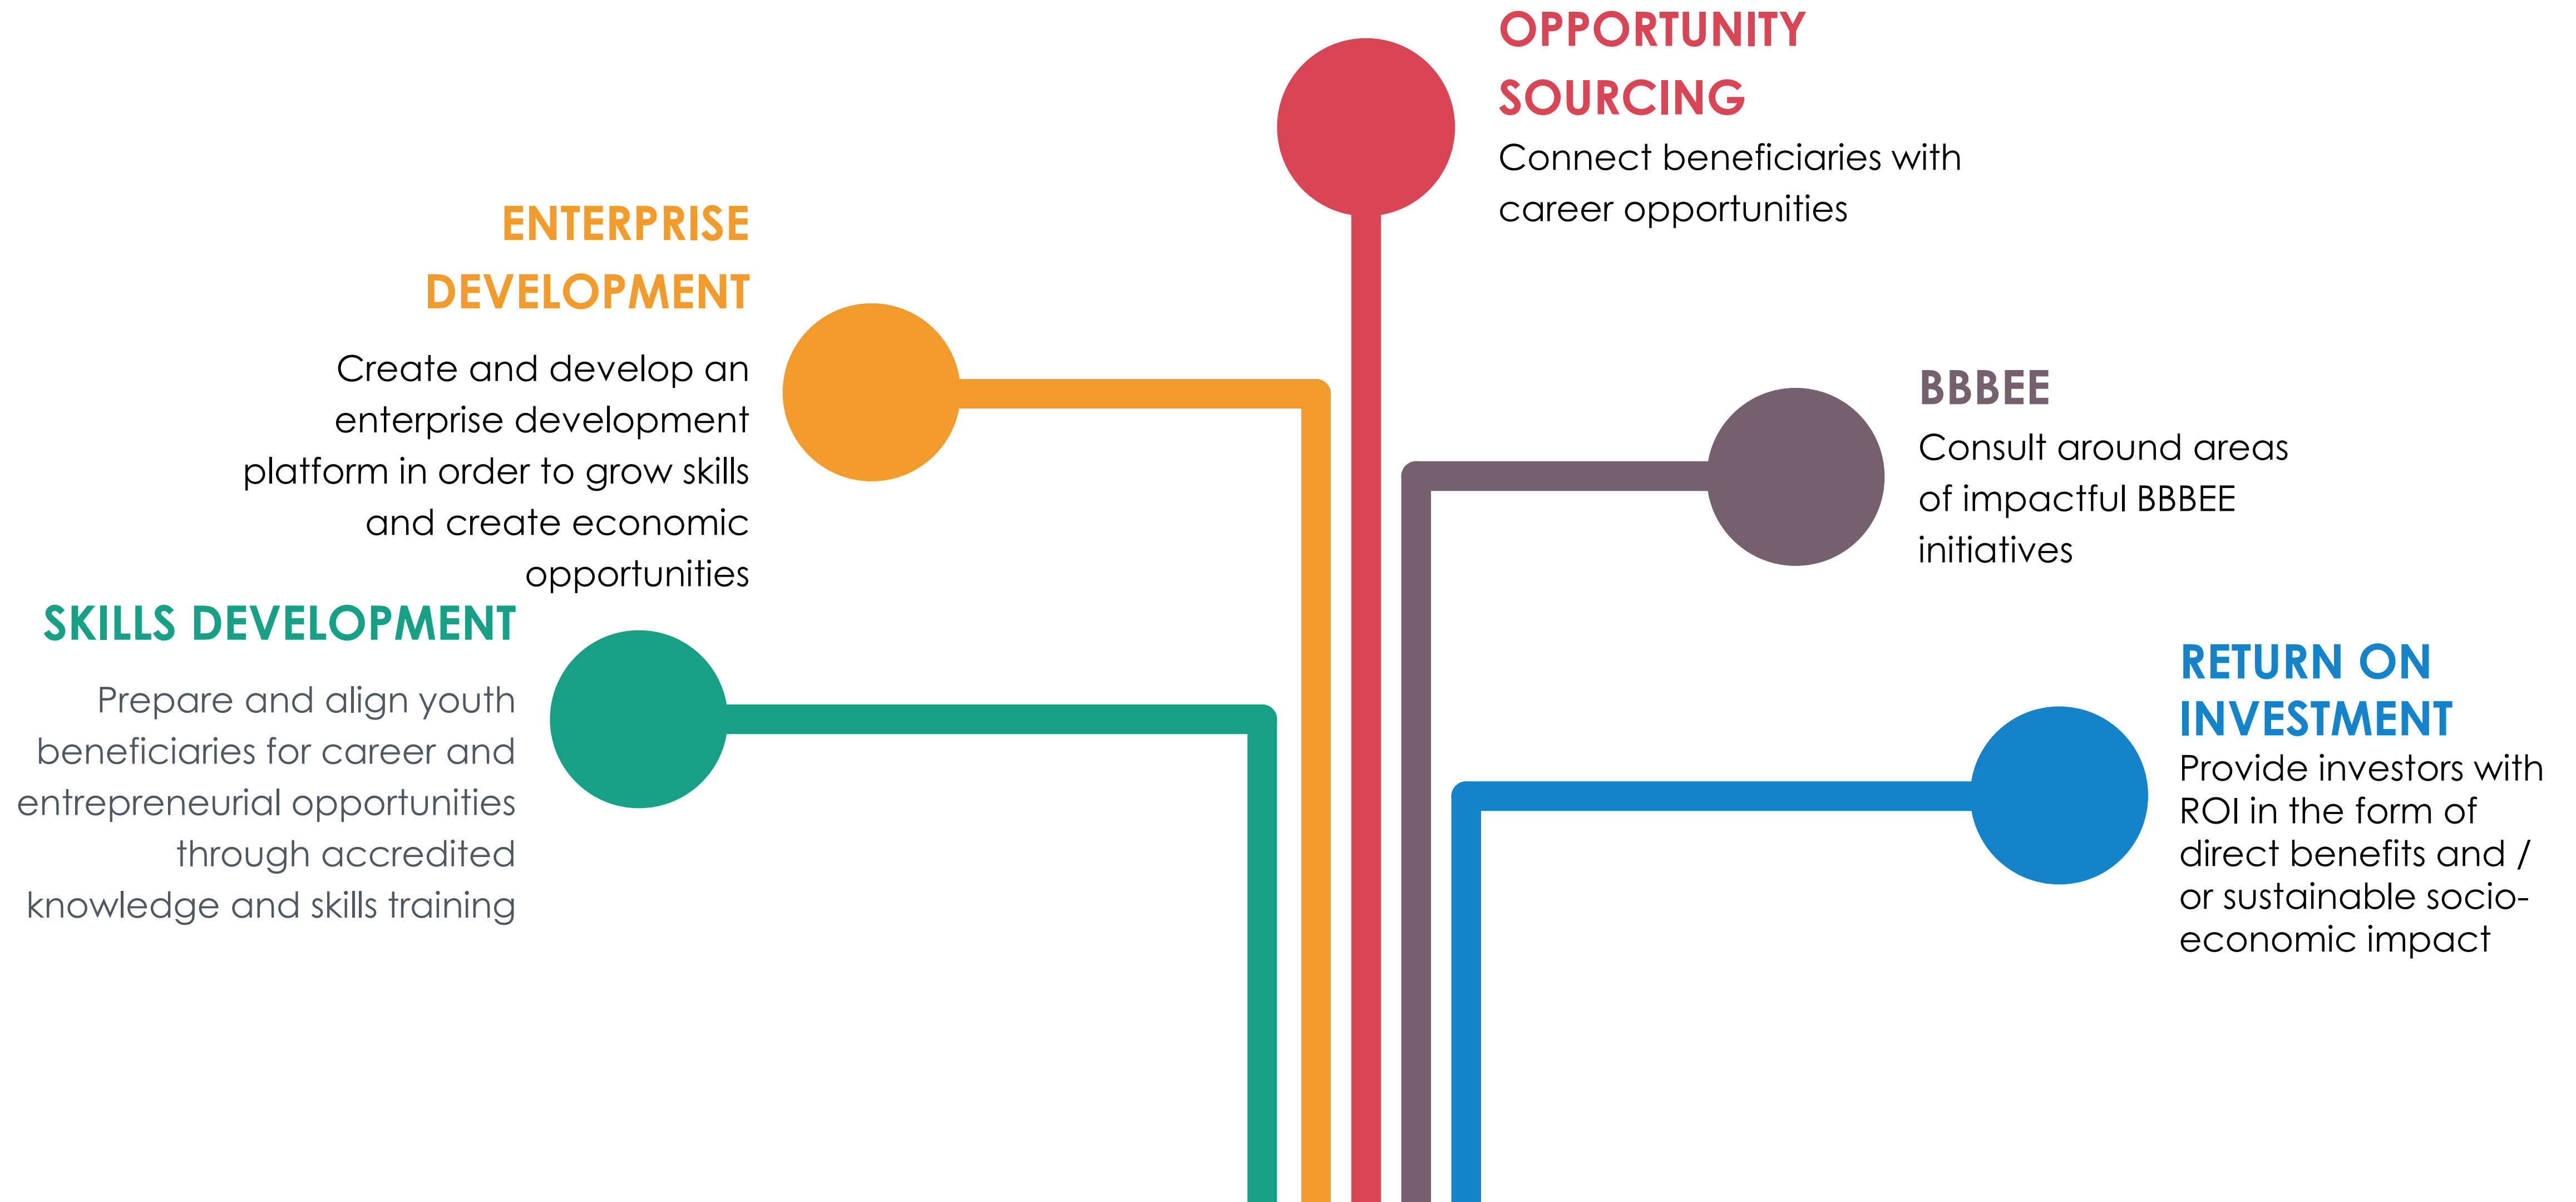 OPPORTUNITY
SOURCING
Connect beneficiaries with
career opportunities
ENTERPRISE
DEVELOPMENT
Create and develop an
enterprise development
platform in order to grow skills
and create economic
opportunities
BBBEE
Consult around areas
of impactful BBBEE
initiatives
SKILLS DEVELOPMENT
Prepare and align youth
beneficiaries for career and
entrepreneurial opportunities
through accredited
knowledge and skills training
RETURN ON
INVESTMENT
Provide investors with
ROI in the form of
direct benefits and /
or sustainable socio-
economic impact